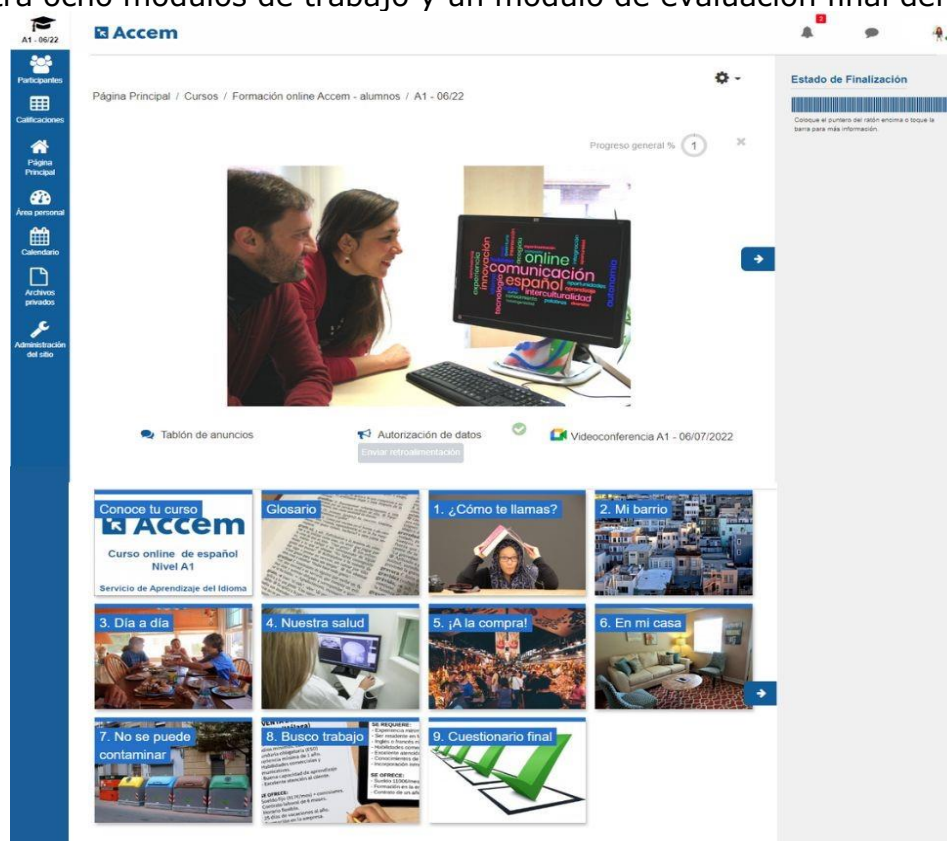 ocho módulos de trabajo y un módulo de evaluación final del
A1 - 06/22
Accem
3
Participantes
Calificaciones
Página Principal
Área personal
Calendario
Archivos privados
Administración del sitio
Página Principal / Cursos / Formación online Accem - alumnos / A1 - 06/22
Estado de Finalización
Coloque el puntero del ratón encima o toque la
barra para más información.
Progreso general % 1
online
comunicación
español
interculturalidad
innovación
tecnología
experiencia
autonomía
aprendizaje
Tablón de anuncios
Autorización de datos
Enviar retroalimentación
Videoconferencia A1 - 06/07/2022
Conoce tu curso
Accem
Curso online de español
Nivel A1
Servicio de Aprendizaje del Idioma
Glosario
1. ¿Cómo te llamas?
2. Mi barrio
3. Día a día
4. Nuestra salud
5. ¡A la compra!
6. En mi casa
7. No se puede
contaminar
8. Busco trabajo
SE REQUIERE:
SE OFRECE:
9. Cuestionario final